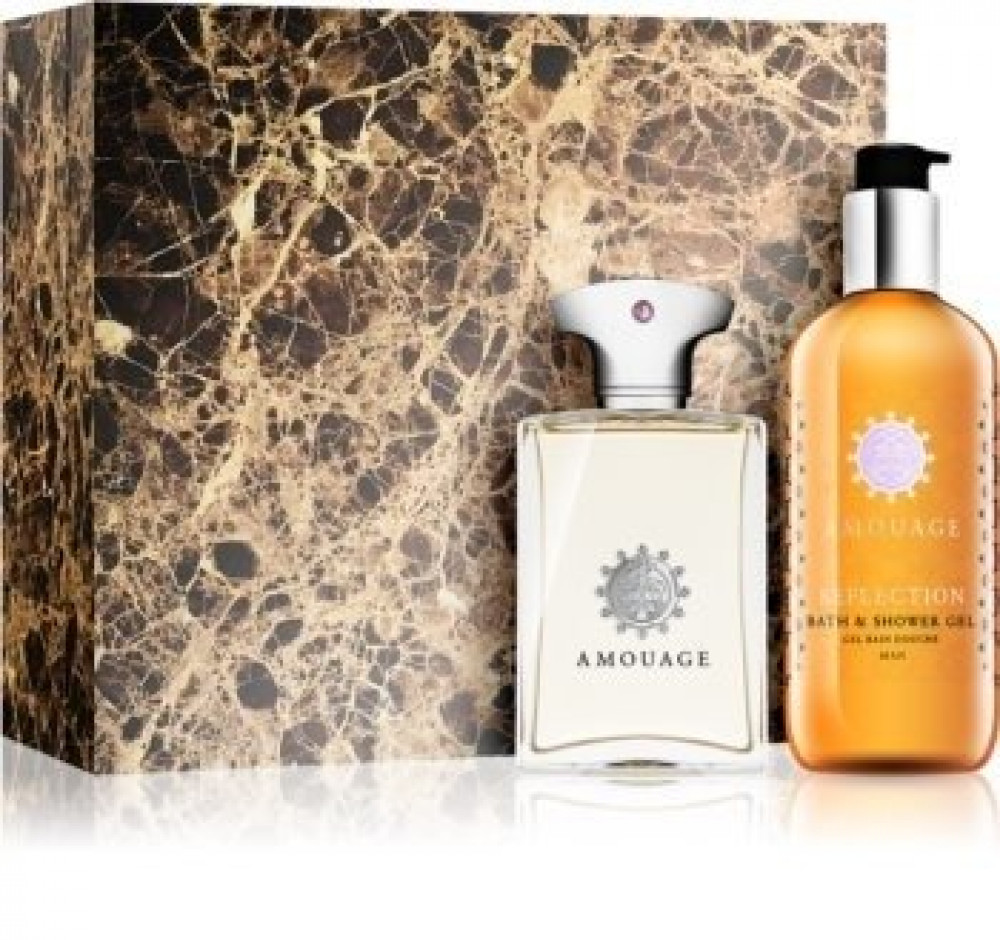 AMOUAGE
AMOUAGE
REFLECTION
BATH & SHOWER GEL
GEL BAIN DOUCHE
MAN